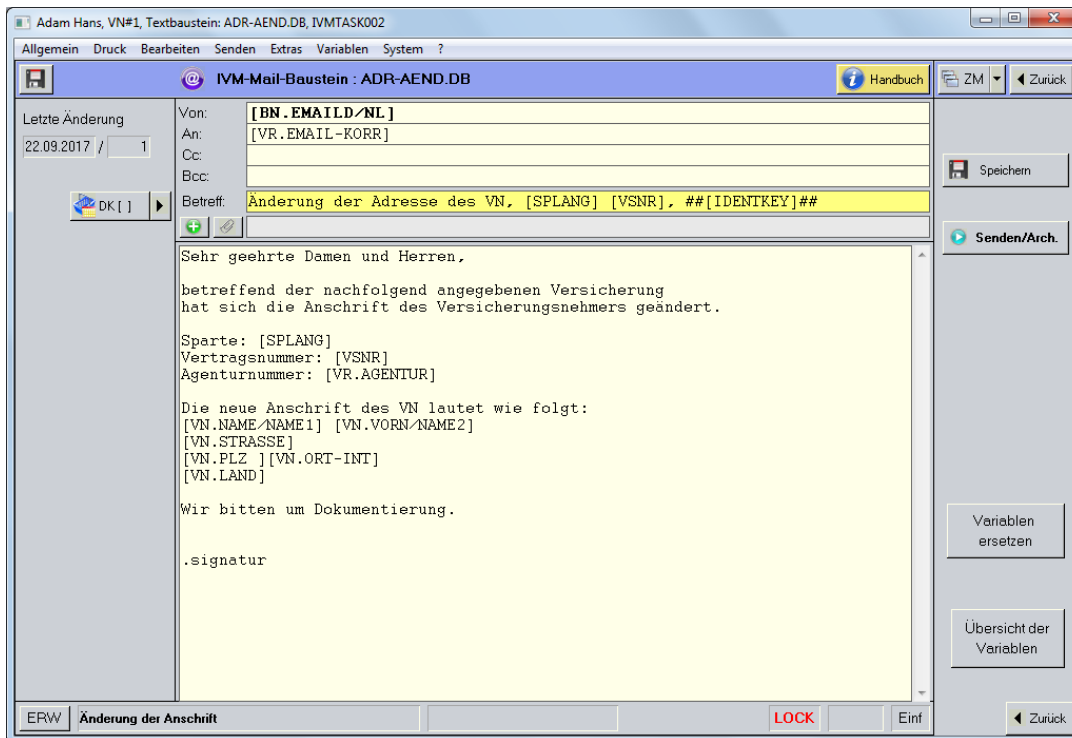 Adam Hans, VN#1, Textbaustein: ADR-AEND.DB, IVMTASK002
Allgemein Druck Bearbeiten Senden Extras Variablen System ?
IVM-Mail-Baustein : ADR-AEND.DB
Handbuch
ZM
Zurück
Letzte Änderung
22.09.2017 / 1
DK [ ]
Von: [BN.EMAILD/NL]
An: [VR.EMAIL-KORR]
Cc:
Bcc:
Betreff: Änderung der Adresse des VN, [SPLANG] [VSNR], ##[IDENTKEY]##
Speichern
Senden/Arch.
Sehr geehrte Damen und Herren,
betreffend der nachfolgend angegebenen Versicherung
hat sich die Anschrift des Versicherungsnehmers geändert.
Sparte: [SPLANG]
Vertragsnummer: [VSNR]
Agenturnummer: [VR.AGENTUR]
Die neue Anschrift des VN lautet wie folgt:
[VN.NAME/NAME1] [VN.VORN/NAME2]
[VN.STRASSE]
[VN.PLZ ][VN.ORT-INT]
[VN.LAND]
Wir bitten um Dokumentierung.
.signatur
Variablen
ersetzen
Übersicht der
Variablen
ERW Änderung der Anschrift LOCK Einf
Zurück